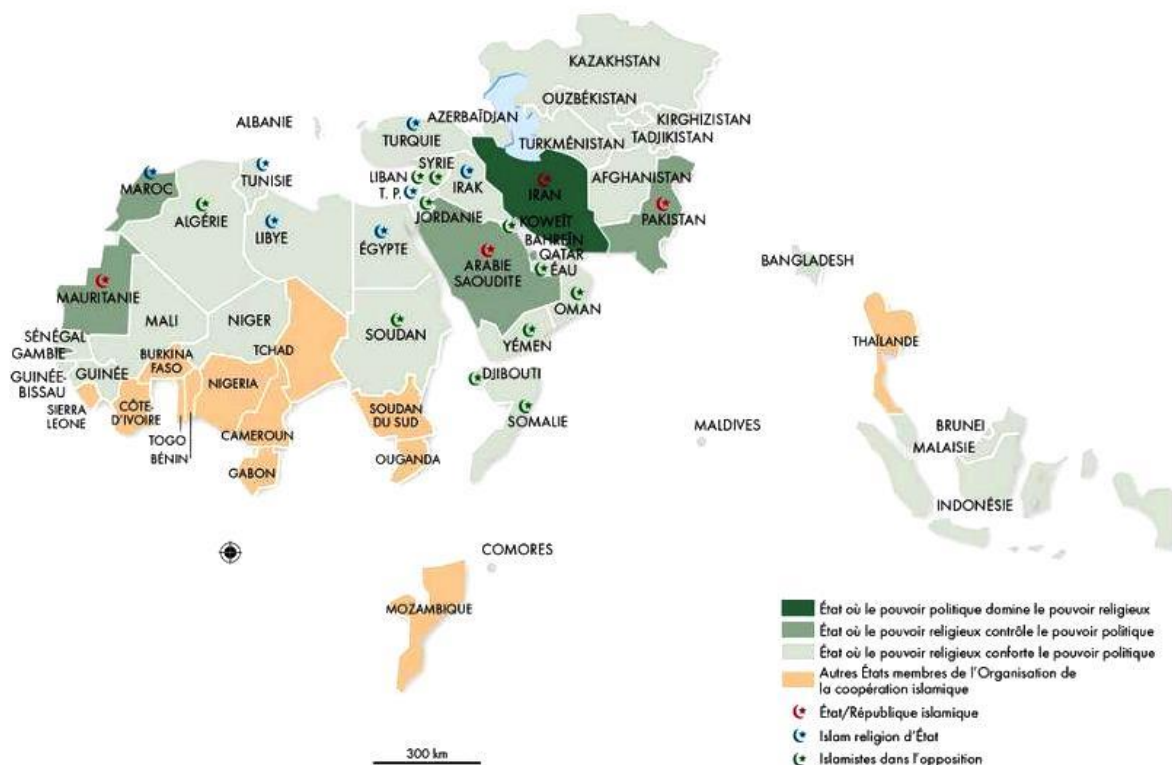 KAZAKHSTAN
OUZBÉKISTAN
AZERBAÏDJAN
KIRGHIZISTAN
ALBANIE
TADJIKISTAN
TURQUIE
TURKMÉNISTAN
SYRIE
LIBAN
MAROC
TUNISIE
IRAK
IRAN
AFGHANISTAN
T. P.
ALGÉRIE
JORDANIE
KOWEÏT
PAKISTAN
LIBYE
ÉGYPTE
BAHREÏN
QATAR
ARABIE
SAOUDITE
ÉAU
BANGLADESH
MAURITANIE
OMAN
MALI
NIGER
SOUDAN
YÉMEN
SÉNÉGAL
GAMBIE
TCHAD
THAÏLANDE
BURKINA
FASO
GUINÉE-
BISSAU
GUINÉE
NIGERIA
DJIBOUTI
SIERRA
LEONE
CÔTE-
D'IVOIRE
SOUDAN
DU SUD
SOMALIE
MALDIVES
BRUNEI
TOGO
CAMEROUN
MALAISIE
BÉNIN
OUGANDA
GABON
INDONÉSIE
COMORES
MOZAMBIQUE
État où le pouvoir politique domine le pouvoir religieux
État où le pouvoir religieux contrôle le pouvoir politique
État où le pouvoir religieux conforte le pouvoir politique
Autres États membres de l'Organisation de
la coopération islamique
État/République islamique
Islam religion d'État
Islamistes dans l'opposition
300 km